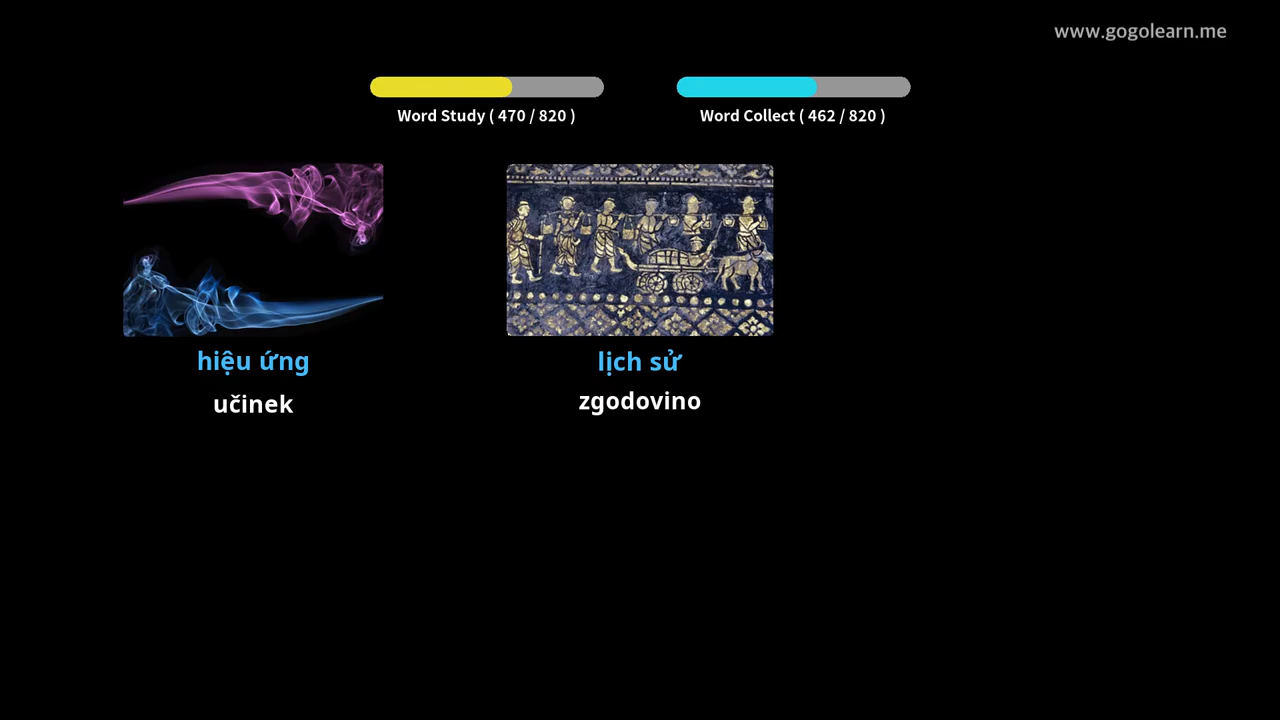 www.gogolearn.me
Word Study ( 470 / 820 )
Word Collect ( 462 / 820 )
hiệu ứng
učinek
lịch sử
zgodovino